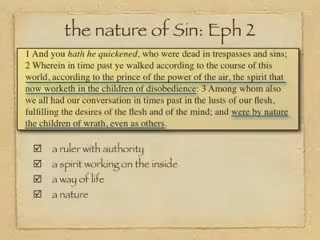 the nature of Sin: Eph 2
1 And you hath he quickened, who were dead in trespasses and sins;
2 Wherein in time past ye walked according to the course of this
world, according to the prince of the power of the air, the spirit that
now worketh in the children of disobedience: 3 Among whom also
we all had our conversation in times past in the lusts of our flesh,
fulfilling the desires of the flesh and of the mind; and were by nature
the children of wrath, even as others.
a ruler with authority
a spirit working on the inside
a way of life
a nature